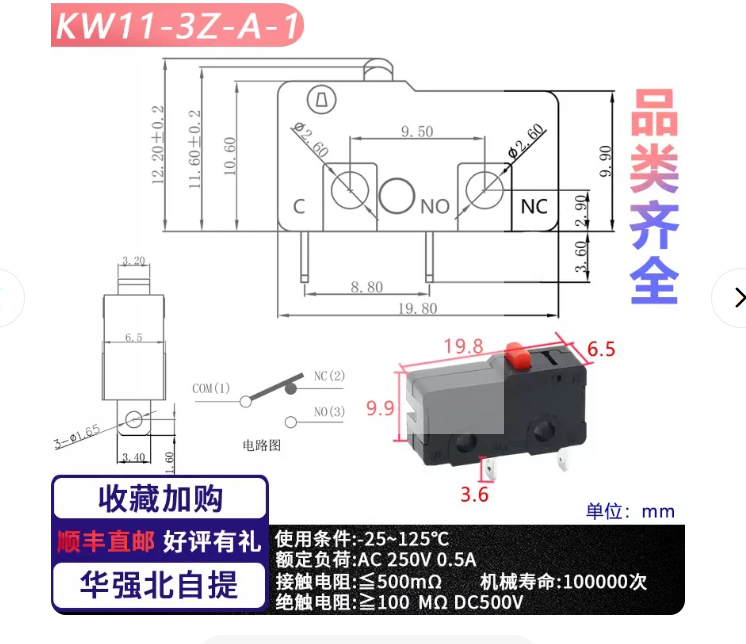 KW11-3Z-A-1
12.20±0.2
11.60±0.2
10.60
ø2.60
9.50
ø2.60
9.90
C
NO
NC
2.90
3.60
8.80
19.80
品类齐全
3.20
6.5
3-ø1.65
3.40
1.60
COM(1)
NC(2)
NO(3)
电路图
19.8
6.5
9.9
3.6
单位：mm
收藏加购
顺丰直邮 好评有礼
华强北自提
使用条件:-25~125℃
额定负荷:AC 250V 0.5A
接触电阻:≦500mΩ 机械寿命:100000次
绝触电阻:≧100 MΩ DC500V